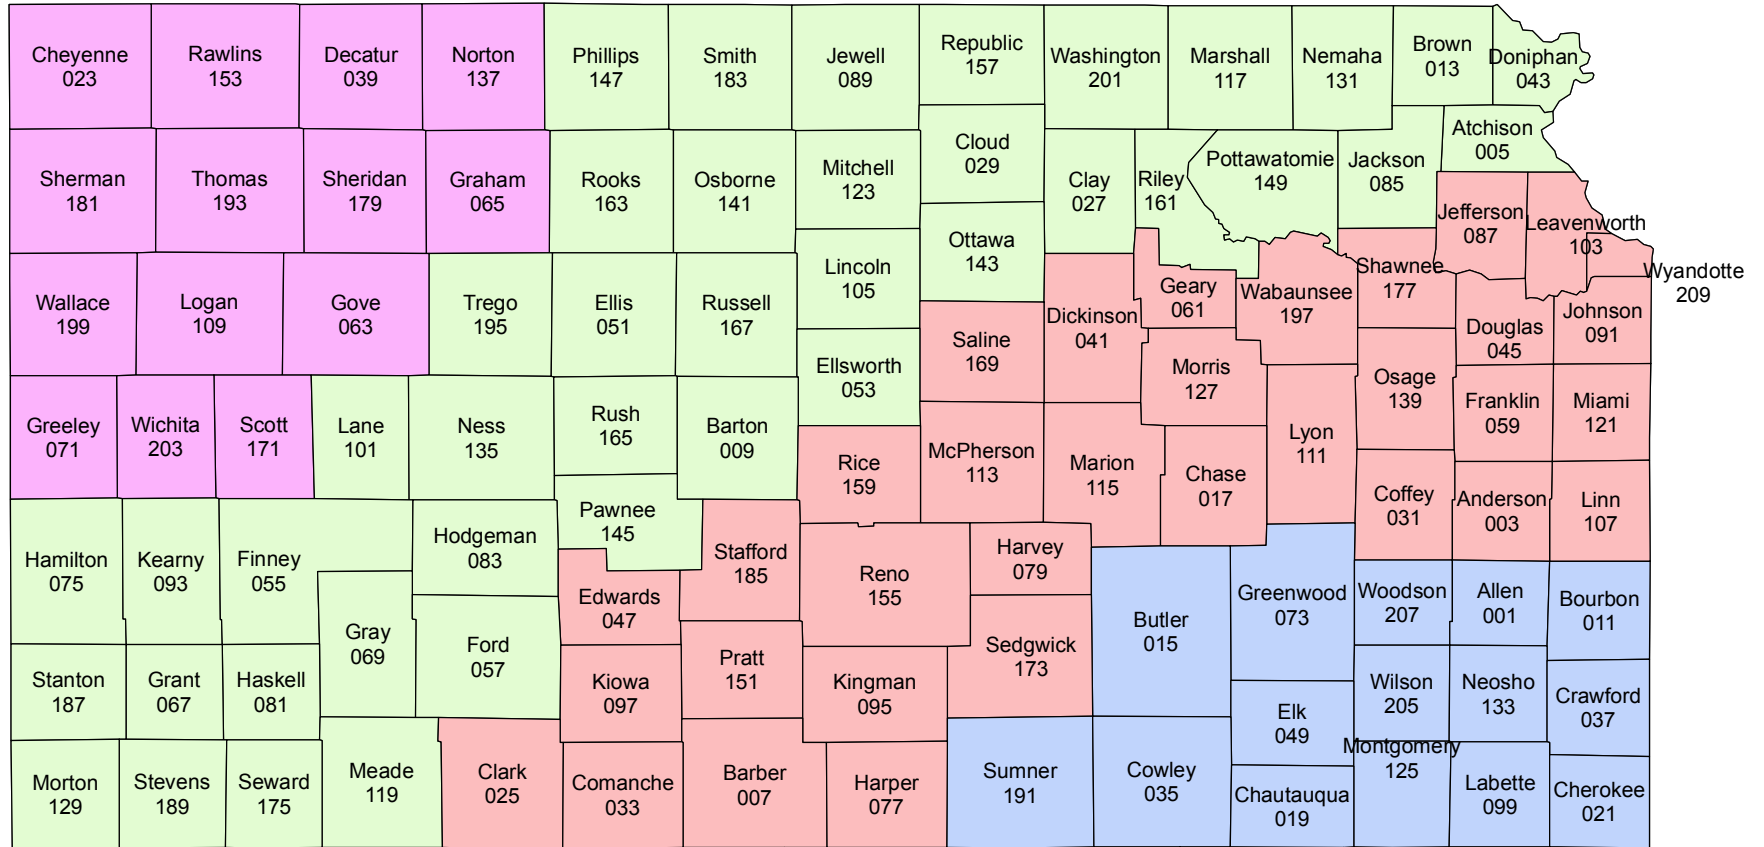 Cheyenne
023
Rawlins
153
Decatur
039
Norton
137
Phillips
147
Smith
183
Jewell
089
Republic
157
Washington
201
Marshall
117
Nemaha
131
Brown
013
Doniphan
043
Sherman
181
Thomas
193
Sheridan
179
Graham
065
Rooks
163
Osborne
141
Mitchell
123
Cloud
029
Clay
027
Riley
161
Pottawatomie
149
Jackson
085
Atchison
005
Jefferson
087
Leavenworth
103
Wyandotte
209
Wallace
199
Logan
109
Gove
063
Trego
195
Ellis
051
Russell
167
Lincoln
105
Ottawa
143
Dickinson
041
Geary
061
Wabaunsee
197
Shawnee
177
Douglas
045
Johnson
091
Ellsworth
053
Saline
169
Morris
127
Osage
139
Franklin
059
Miami
121
Greeley
071
Wichita
203
Scott
171
Lane
101
Ness
135
Rush
165
Barton
009
Rice
159
McPherson
113
Marion
115
Chase
017
Lyon
111
Coffey
031
Anderson
003
Linn
107
Hamilton
075
Kearny
093
Finney
055
Hodgeman
083
Pawnee
145
Stafford
185
Reno
155
Harvey
079
Edwards
047
Gray
069
Ford
057
Sedgwick
173
Butler
015
Greenwood
073
Woodson
207
Allen
001
Bourbon
011
Stanton
187
Grant
067
Haskell
081
Kiowa
097
Pratt
151
Kingman
095
Elk
049
Wilson
205
Neosho
133
Crawford
037
Morton
129
Stevens
189
Seward
175
Meade
119
Clark
025
Comanche
033
Barber
007
Harper
077
Sumner
191
Cowley
035
Chautauqua
019
Montgomery
125
Labette
099
Cherokee
021